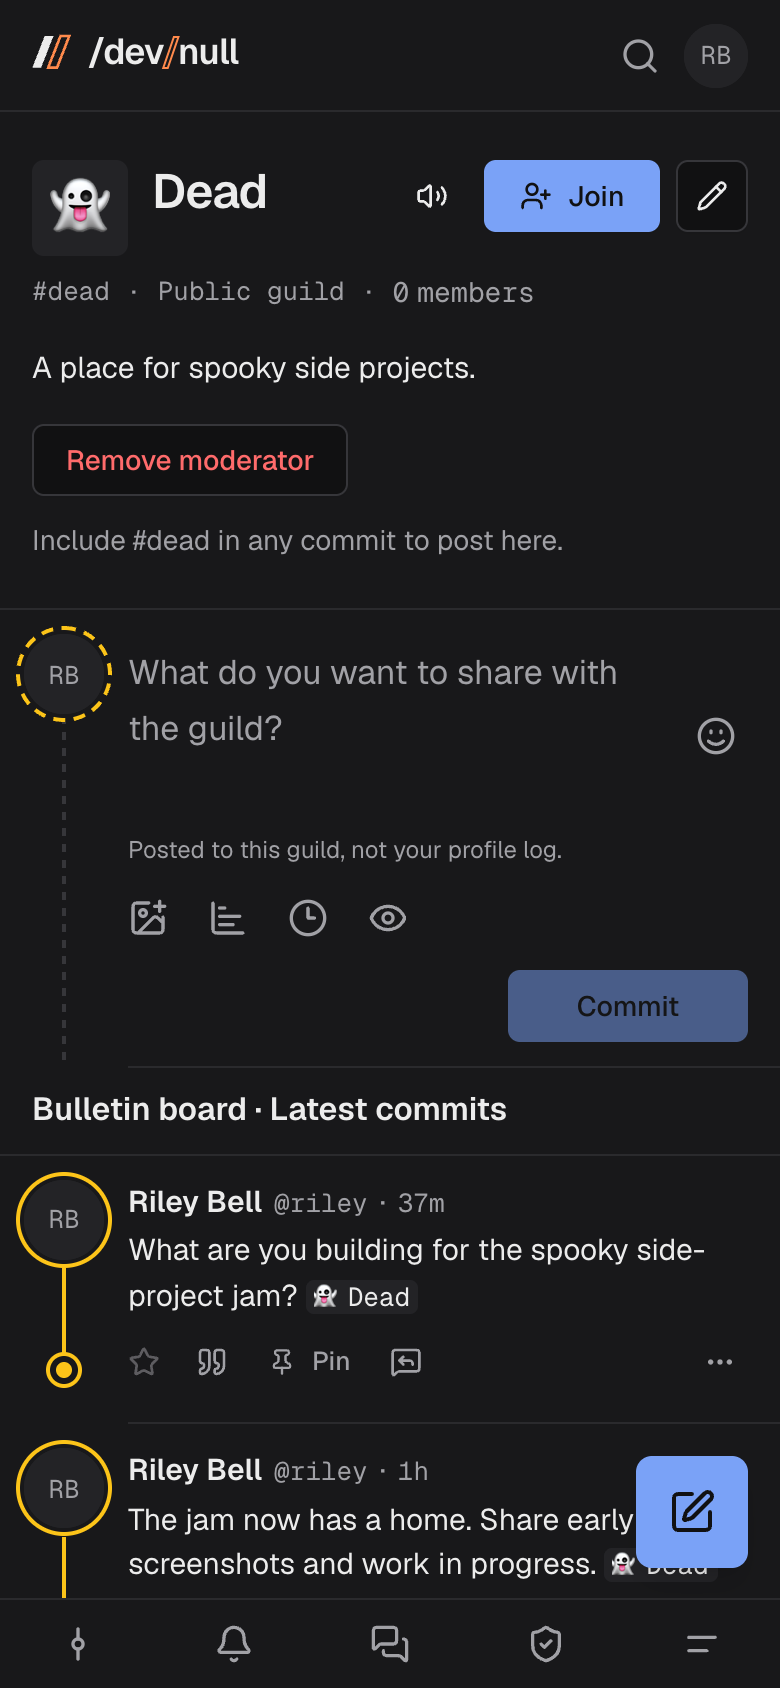 /dev//null
RB
Dead
Join
#dead · Public guild · 0 members
A place for spooky side projects.
Remove moderator
Include #dead in any commit to post here.
RB
What do you want to share with
the guild?
Posted to this guild, not your profile log.
Commit
Bulletin board · Latest commits
RB
Riley Bell @riley · 37m
What are you building for the spooky side-
project jam? 👻 Dead
Pin
RB
Riley Bell @riley · 1h
The jam now has a home. Share early
screenshots and work in progress. 👻 Dead